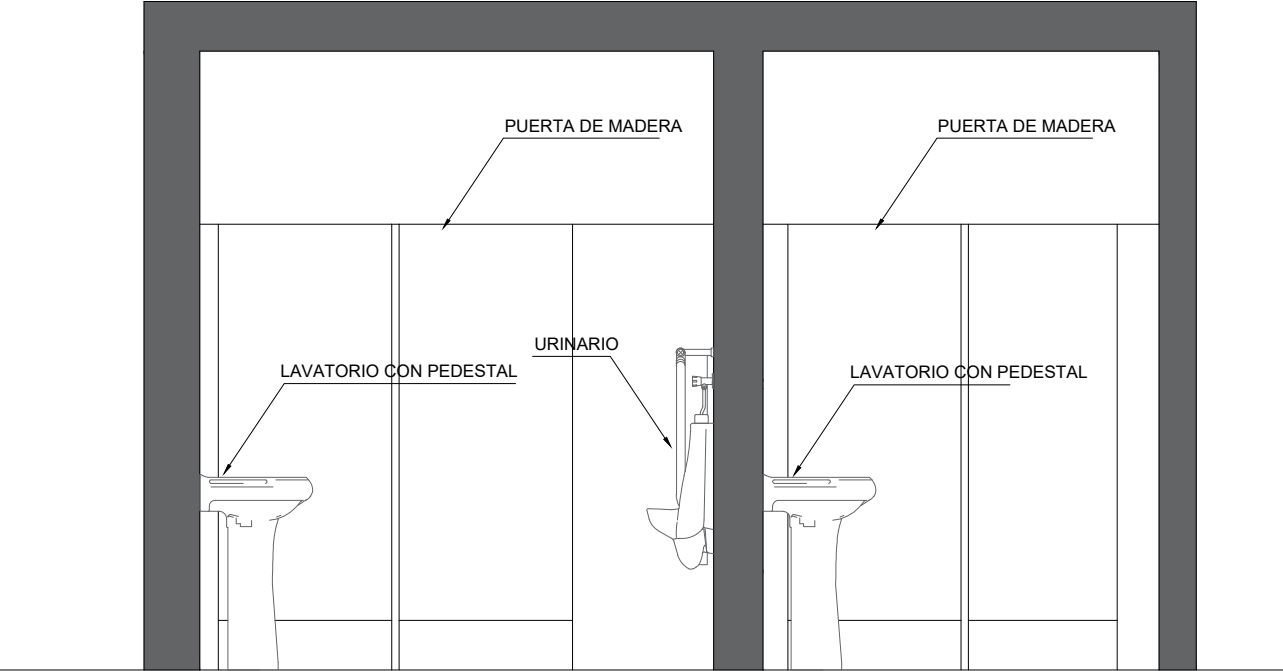 PUERTA DE MADERA
PUERTA DE MADERA
URINARIO
LAVATORIO CON PEDESTAL
LAVATORIO CON PEDESTAL